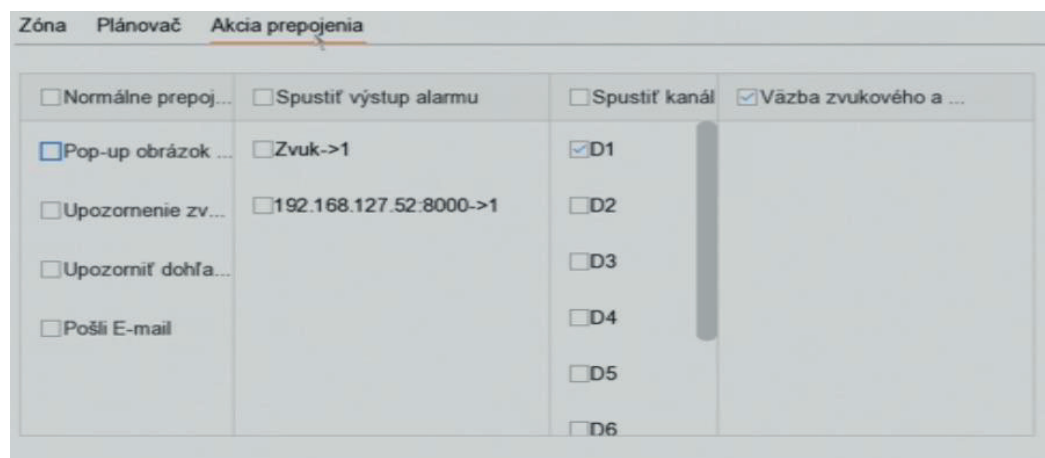 Zóna Plánovač Akcia prepojenia
Normálne prepoj... Spustiť výstup alarmu Spustiť kanál Väzba zvukového a ...
Pop-up obrázok ... Zvuk->1 D1
Upozornenie zv... 192.168.127.52:8000->1 D2
Upozorniť dohľa... D3
Pošli E-mail D4
D5
D6